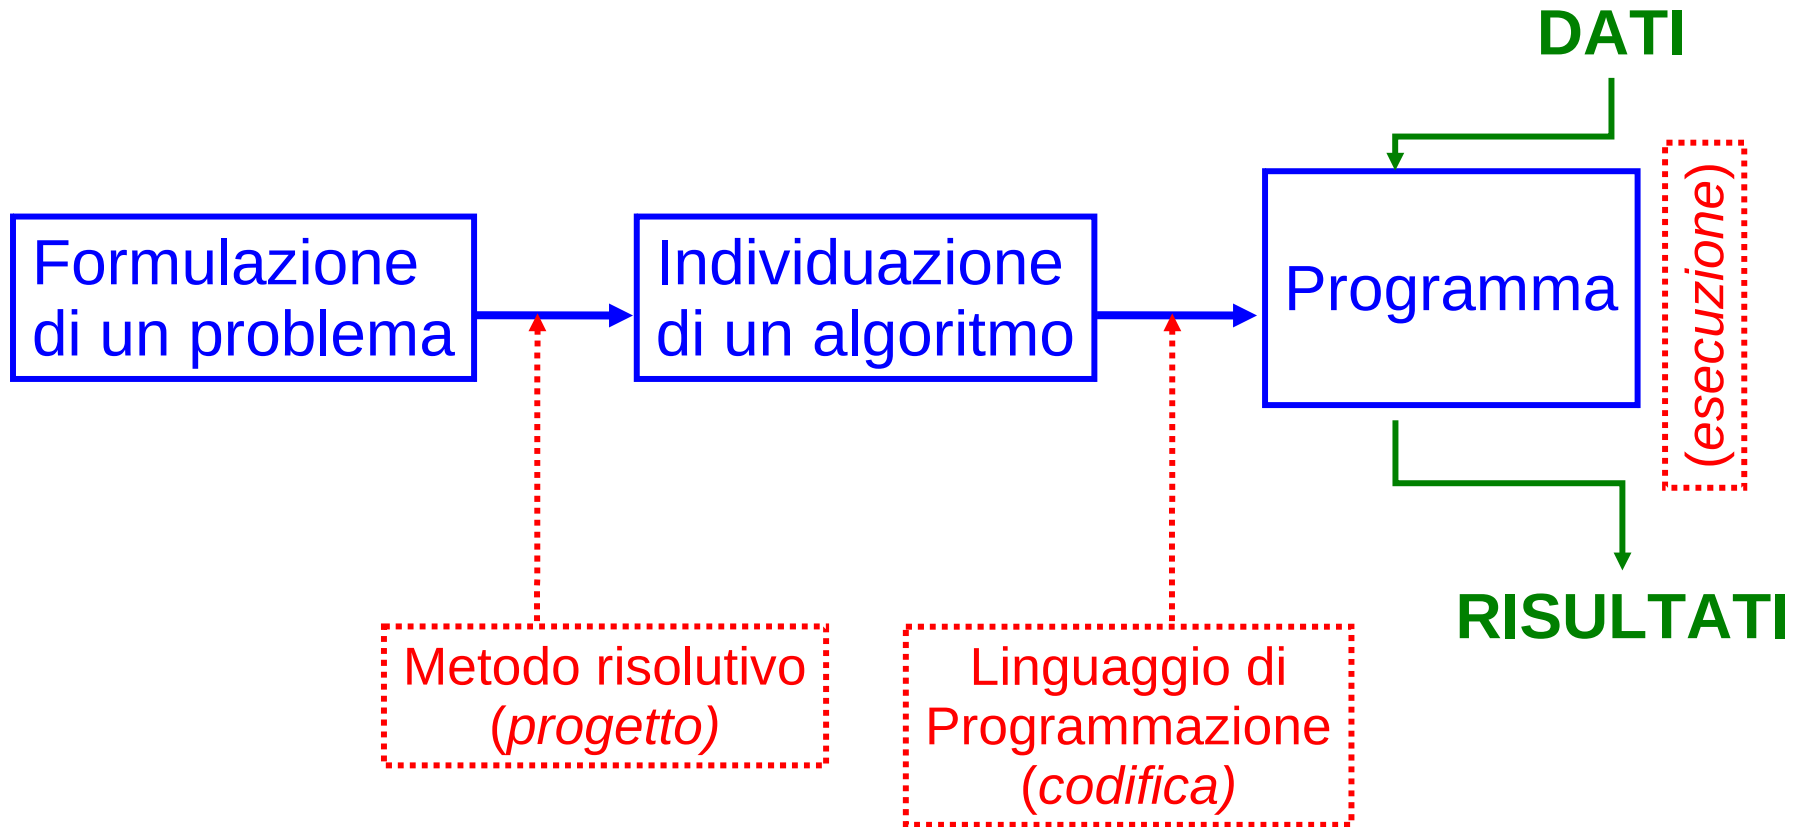 DATI
Formulazione
di un problema
Individuazione
di un algoritmo
Programma
(esecuzione)
RISULTATI
Metodo risolutivo
(progetto)
Linguaggio di
Programmazione
(codifica)